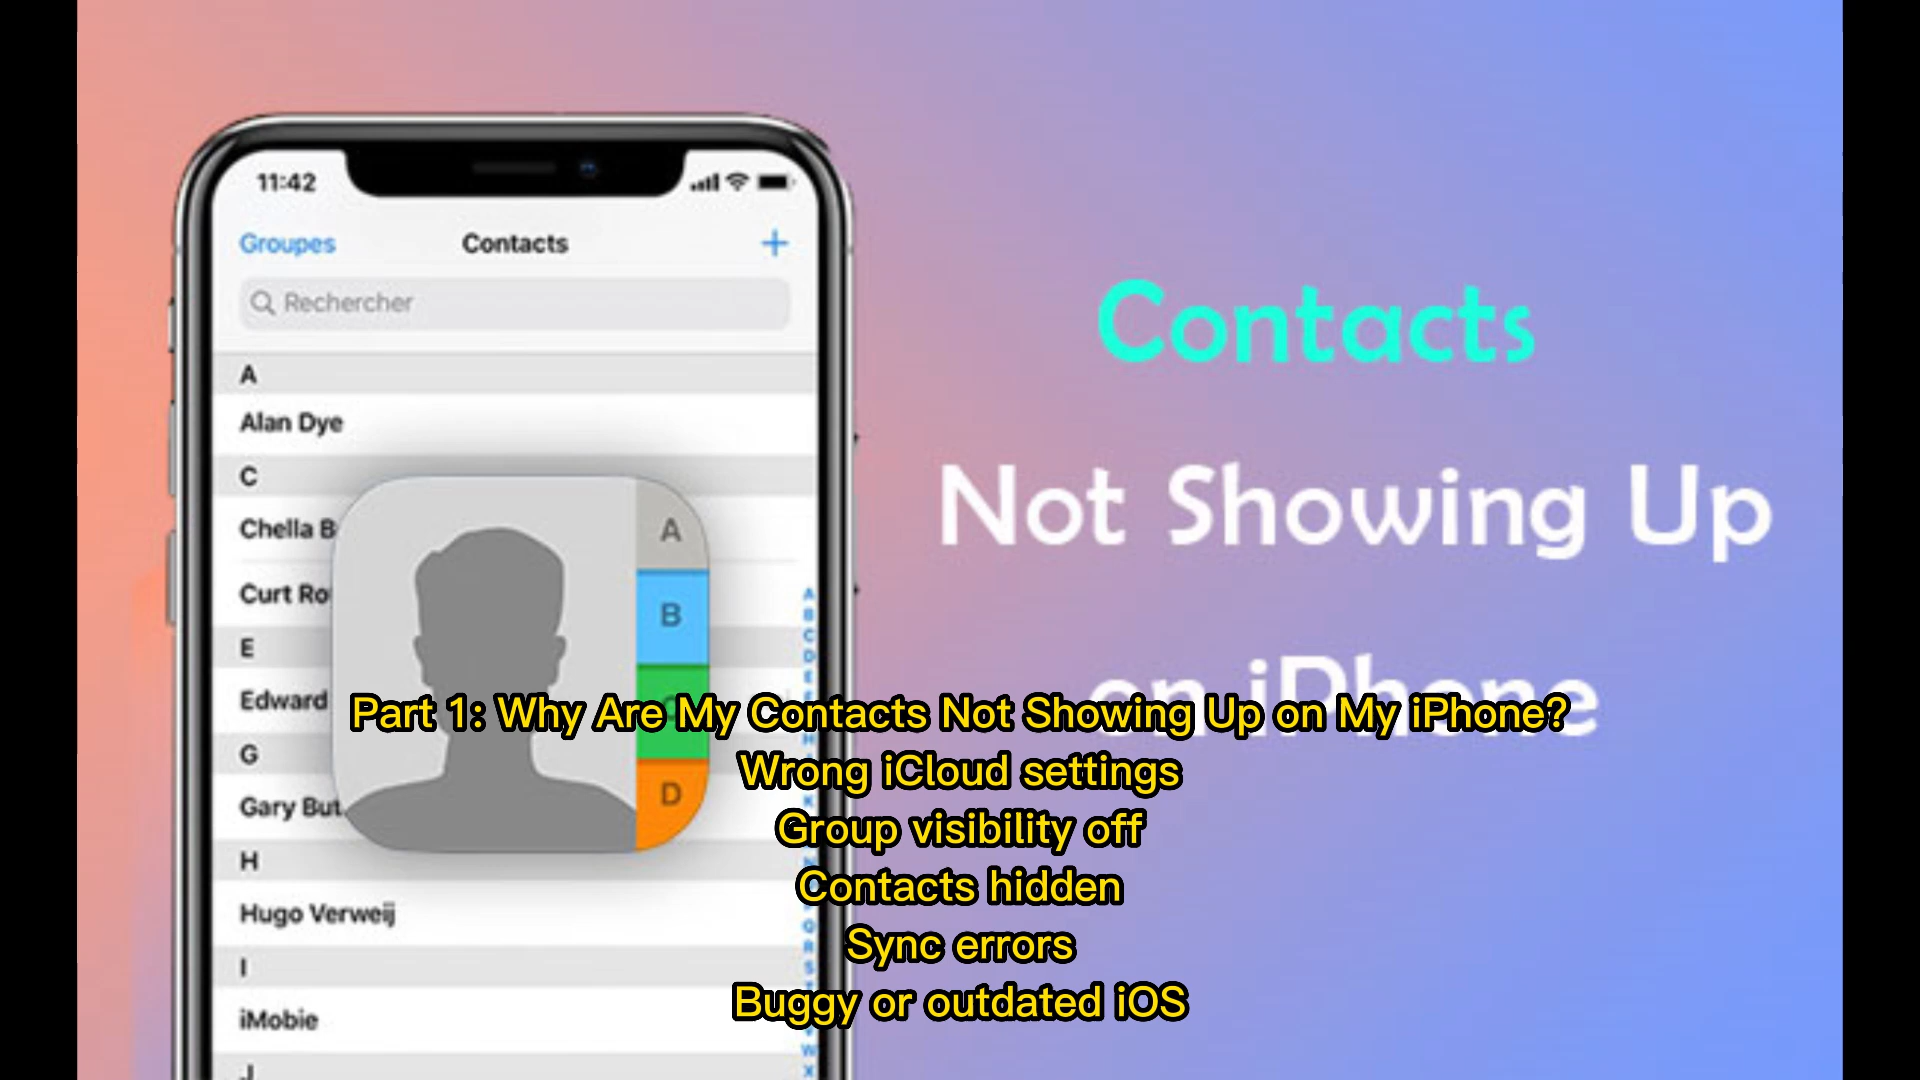 11:42
Groupes
Contacts
+
Rechercher
A
Alan Dye
C
Chella B
Curt Ro
E
Edward
G
Gary But
H
Hugo Verweij
I
iMobie
J
A
B
D
A
B
C
D
E
W
X
Contacts
Not Showing Up
on iPhone
Part 1: Why Are My Contacts Not Showing Up on My iPhone?
Wrong iCloud settings
Group visibility off
Contacts hidden
Sync errors
Buggy or outdated iOS